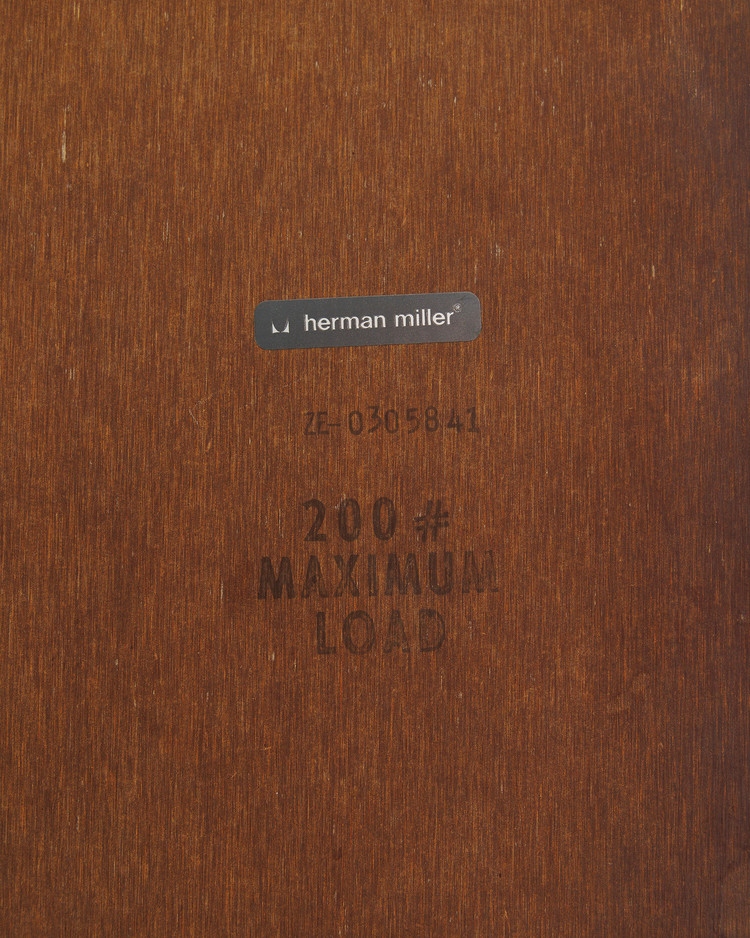 herman miller®
ZE-0305841
200 #
MAXIMUM
LOAD